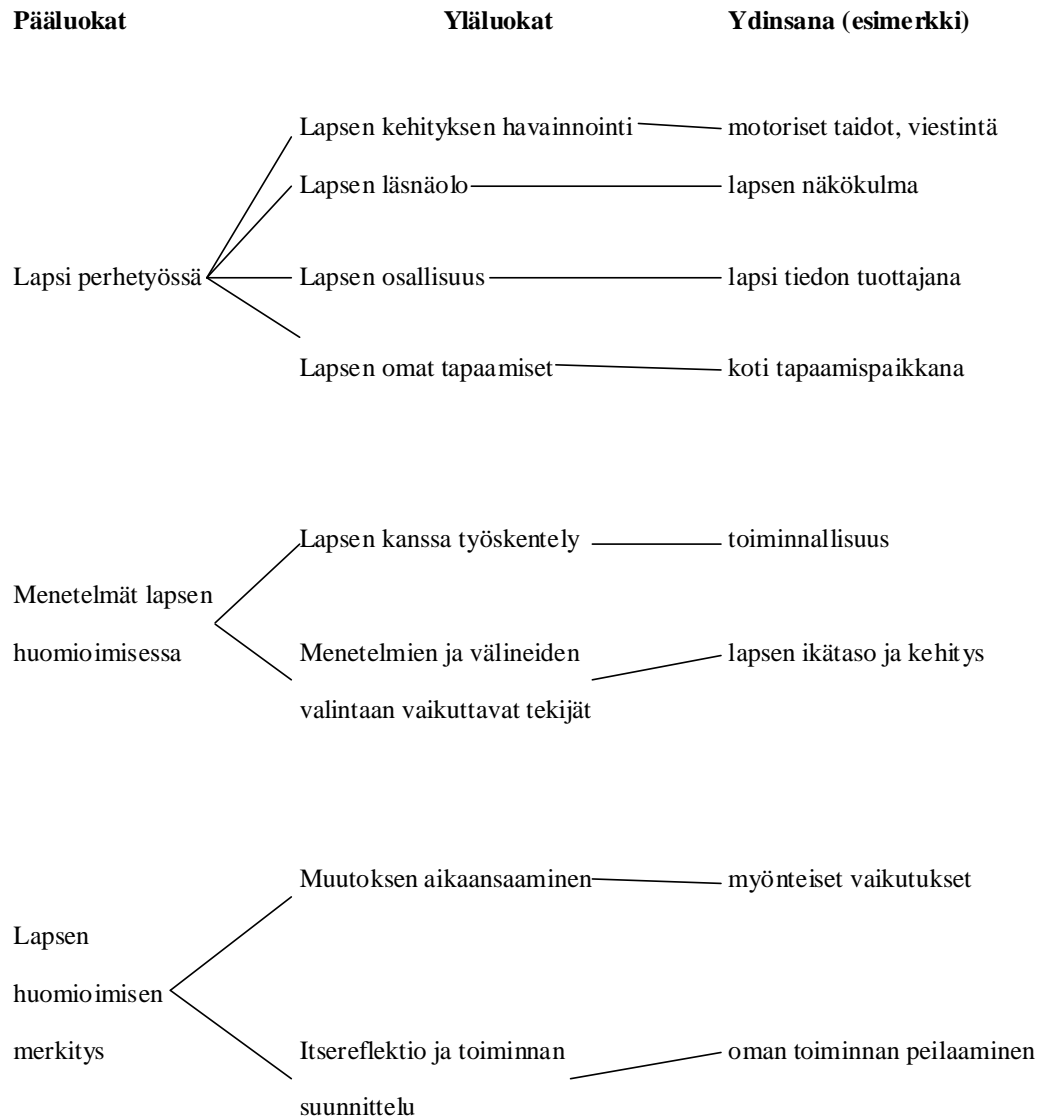 Pääluokat Yläluokat Ydinsana (esimerkki)
Lapsen kehityksen havainnointi motoriset taidot, viestintä
Lapsen läsnäolo lapsen näkökulma
Lapsi perhetyössä Lapsen osallisuus lapsi tiedon tuottajana
Lapsen omat tapaamiset koti tapaamispaikkana
Lapsen kanssa työskentely toiminnallisuus
Menetelmät lapsen
huomioimisessa Menetelmien ja välineiden lapsen ikätaso ja kehitys
valintaan vaikuttavat tekijät
Muutoksen aikaansaaminen myönteiset vaikutukset
Lapsen
huomioimisen
merkitys Itsereflektio ja toiminnan oman toiminnan peilaaminen
suunnittelu